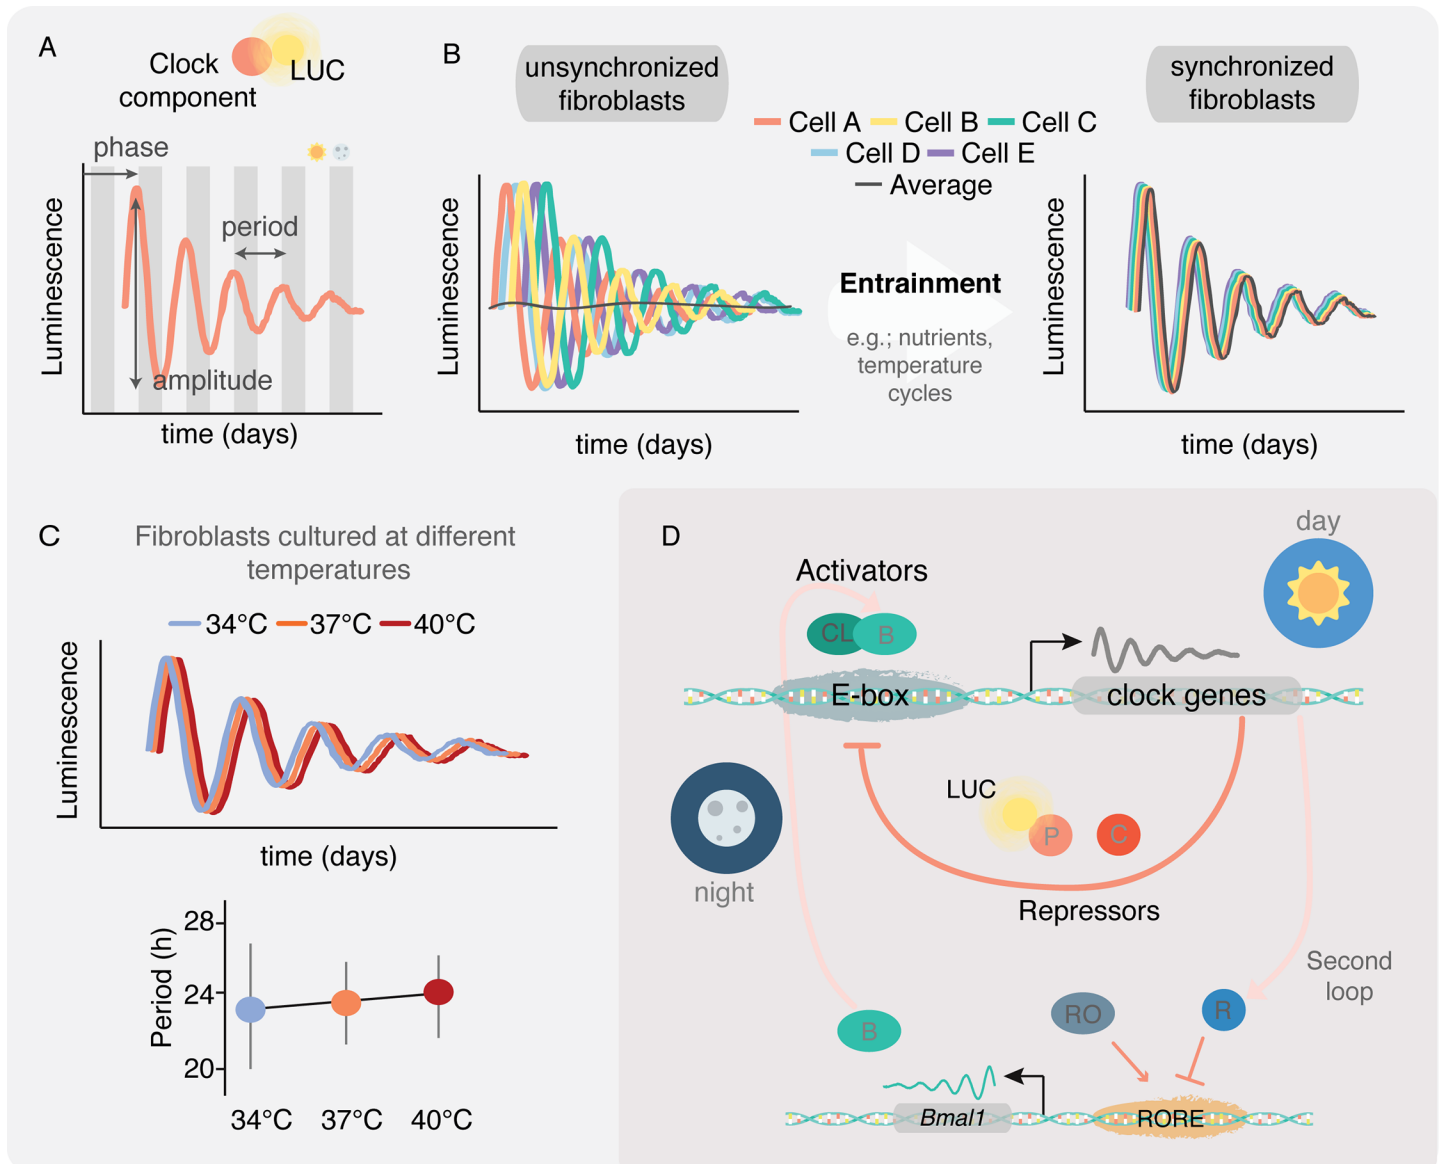 A
Clock
component
LUC
phase
period
amplitude
Luminescence
time (days)
B
unsynchronized
fibroblasts
synchronized
fibroblasts
Cell A Cell B Cell C
Cell D Cell E
Average
Luminescence
time (days)
Entrainment
e.g.; nutrients,
temperature
cycles
Luminescence
time (days)
C
Fibroblasts cultured at different
temperatures
34°C 37°C 40°C
Luminescence
time (days)
Period (h)
28
24
20
34°C 37°C 40°C
D
day
Activators
CL B
E-box
clock genes
LUC
P C
night
Repressors
Second
loop
RO R
B
Bmal1
RORE